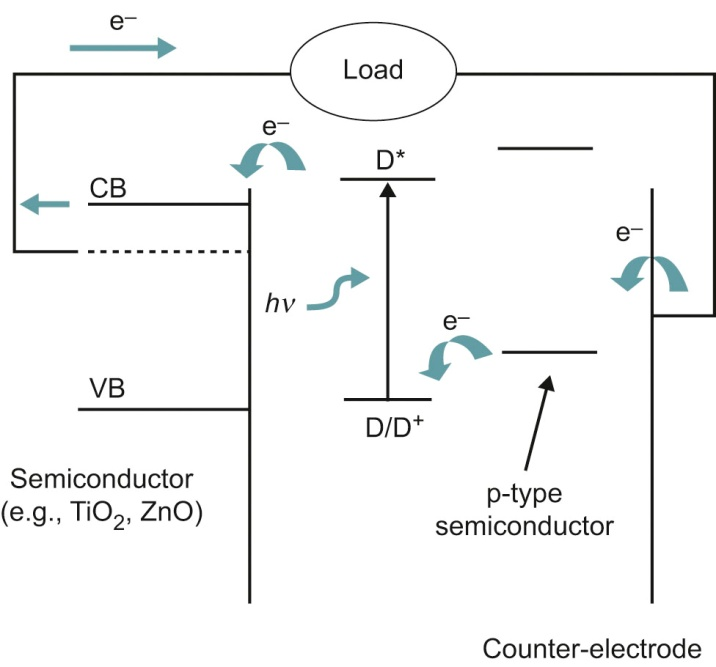 e–
Load
e–
D*
CB
e–
hν
e–
VB
D/D+
Semiconductor
(e.g., TiO2, ZnO)
p-type
semiconductor
Counter-electrode